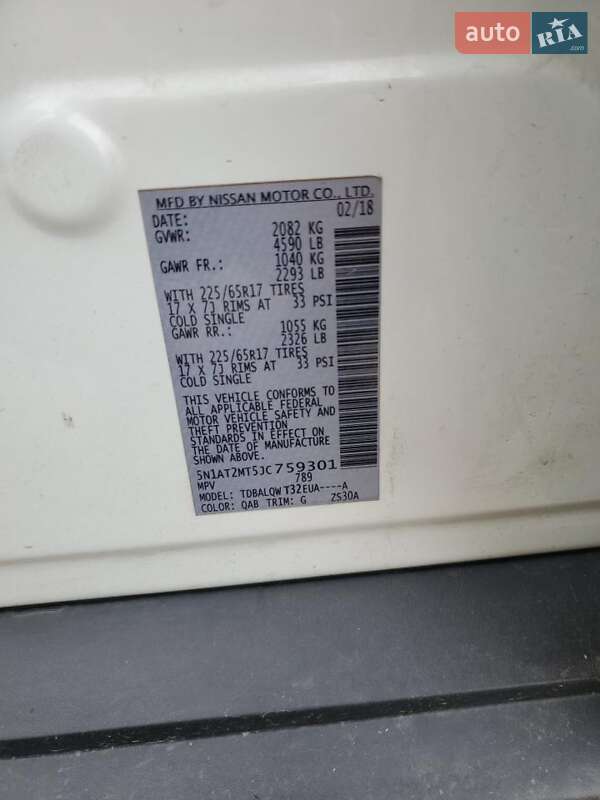 auto RIA.com
MFD BY NISSAN MOTOR CO., LTD.
DATE: 02/18
GVWR: 2082 KG
4590 LB
GAWR FR.: 1040 KG
2293 LB
WITH 225/65R17 TIRES
17 X 7J RIMS AT 33 PSI
COLD SINGLE
GAWR RR.: 1055 KG
2326 LB
WITH 225/65R17 TIRES
17 X 7J RIMS AT 33 PSI
COLD SINGLE
THIS VEHICLE CONFORMS TO
ALL APPLICABLE FEDERAL
MOTOR VEHICLE SAFETY AND
THEFT PREVENTION
STANDARDS IN EFFECT ON
THE DATE OF MANUFACTURE
SHOWN ABOVE.
5N1AT2MT5JC759301
MPV 789
MODEL: TDBALQWT32EUA----A
COLOR: QAB TRIM: G 2S30A